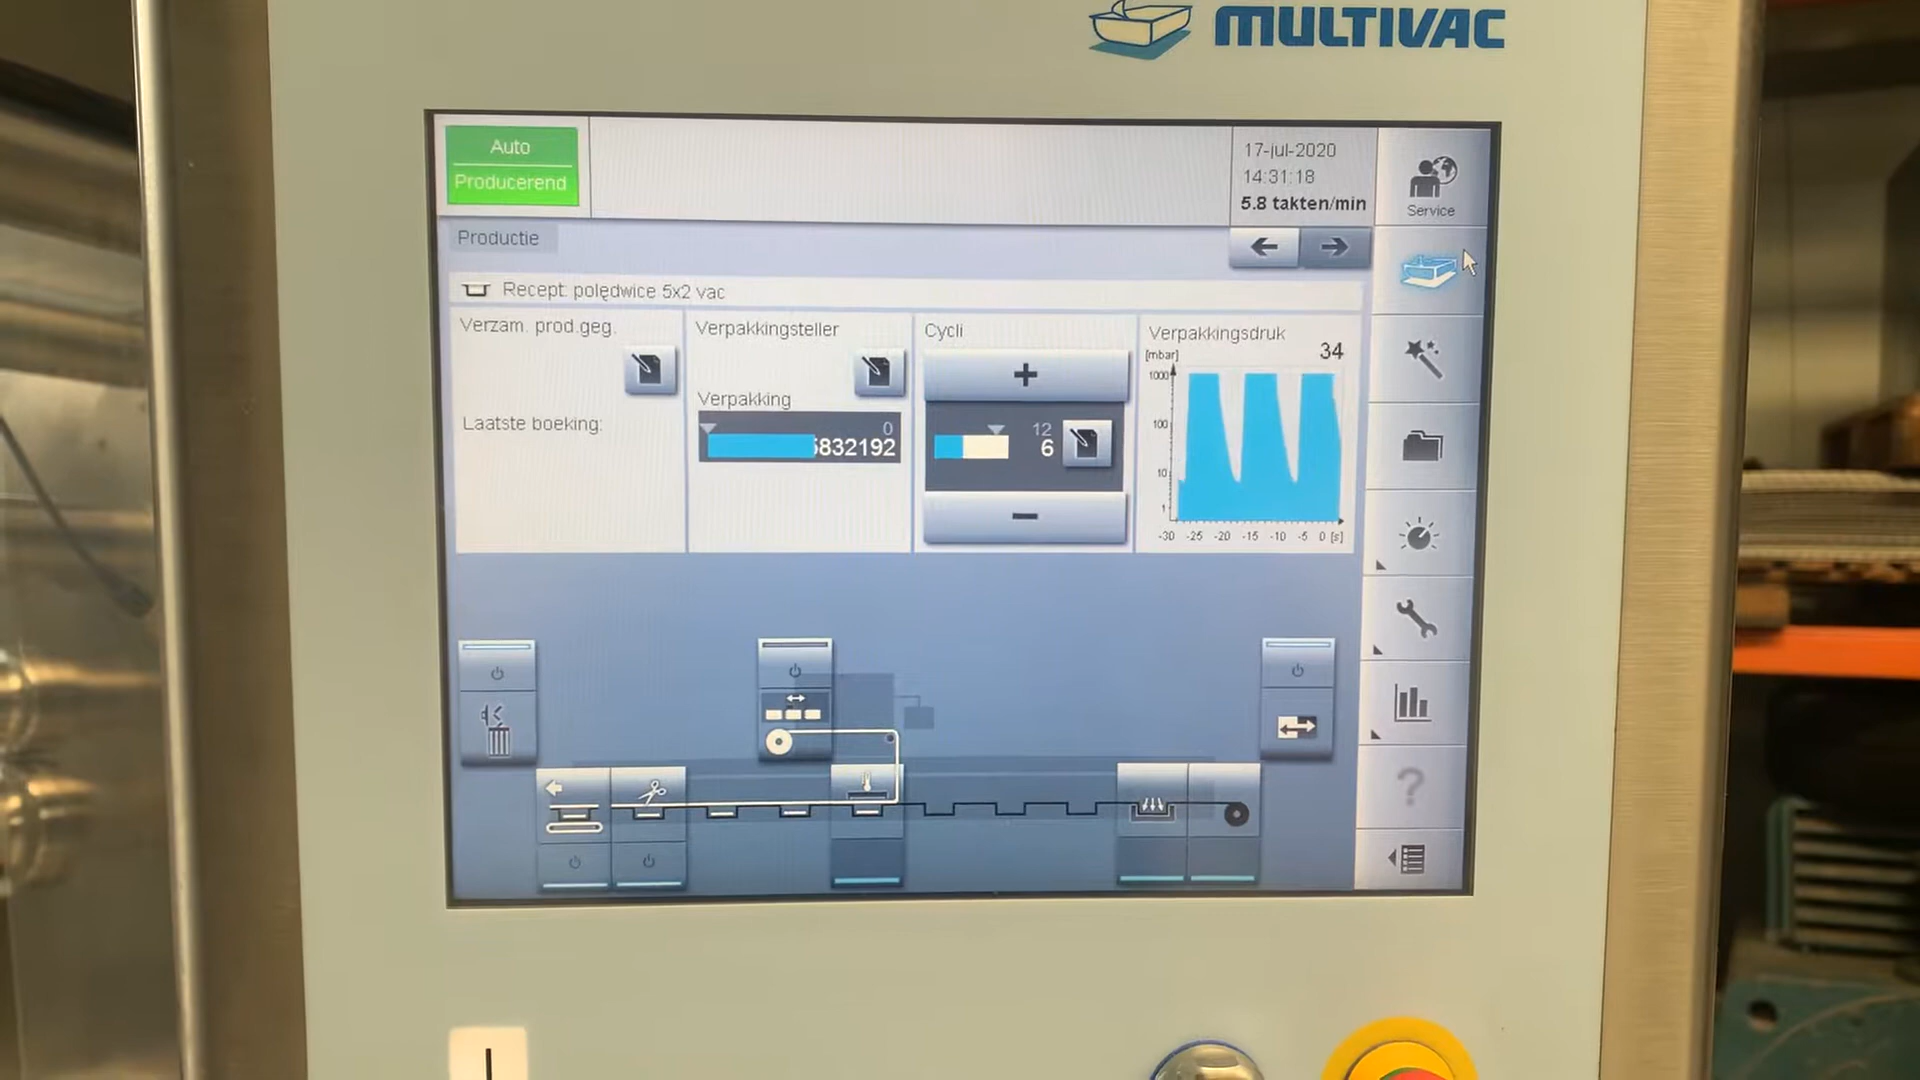 MULTIVAC
Auto
Producerend
17-jul-2020
14:31:18
5.8 takten/min
Service
Productie
Recept: polędwice 5x2 vac
Verzam. prod.geg.
Laatste boeking:
Verpakkingsteller
Verpakking
0
5832192
Cycli
+
12
6
−
Verpakkingsdruk
[mbar]
34
1000
100
10
1
-30 -25 -20 -15 -10 -5 0 [s]
?